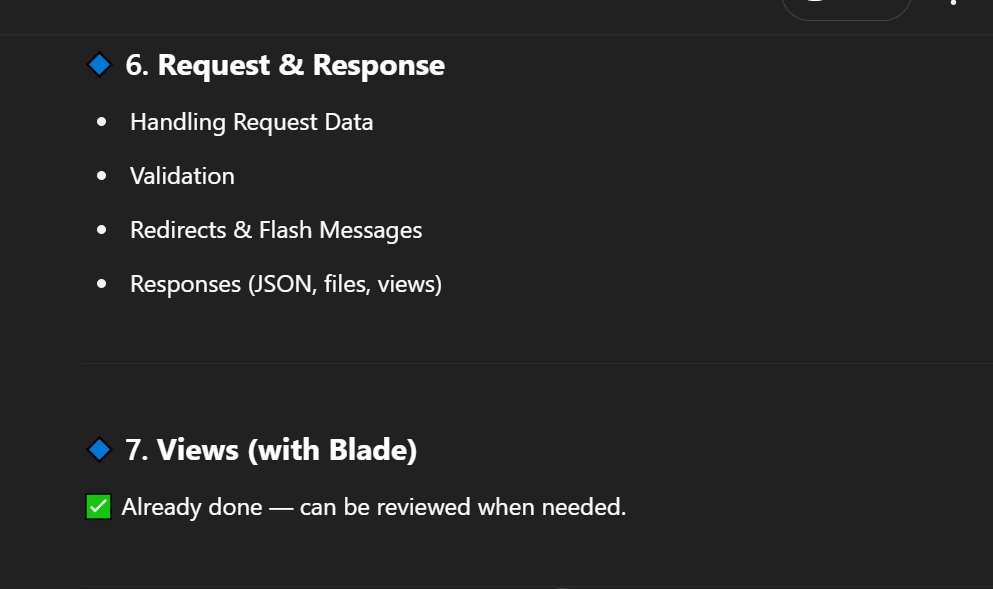 6. Request & Response
• Handling Request Data
• Validation
• Redirects & Flash Messages
• Responses (JSON, files, views)
7. Views (with Blade)
Already done — can be reviewed when needed.